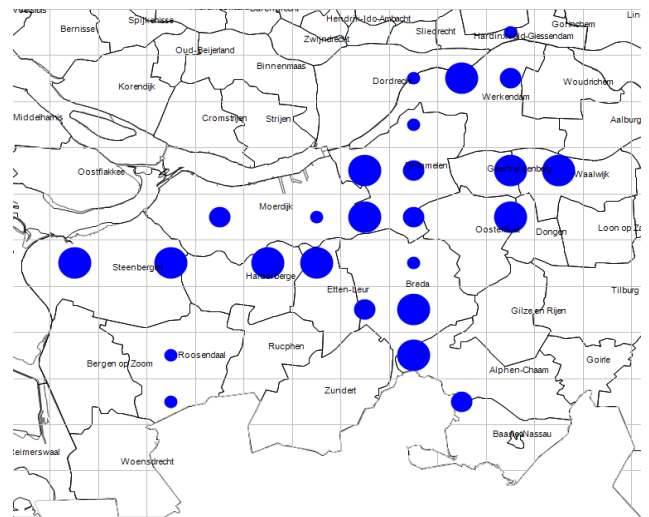 Hendrik-Ido-Ambacht
Spijkenisse
Gorinchem
Lin
Bernisse
Sliedrecht
Hardinxveld-Giessendam
Zwijndrecht
Oud-Beijerland
Binnenmaas
Dordrecht
Woudrichem
Korendijk
Werkendam
Middelharnis
Cromstrijen
Strijen
Aalburg
Drimmelen
Geertruidenberg
Oostflakkee
Waalwijk
Moerdijk
Oosterhout
Dongen
Loon op Z
Steenbergen
Halderberge
Etten-Leur
Breda
Tilburg
Gilze en Rijen
Rucphen
Roosendaal
Goirle
Bergen op Zoom
Alphen-Chaam
Zundert
Baarle-Nassau
Reimerswaal
Woensdrecht